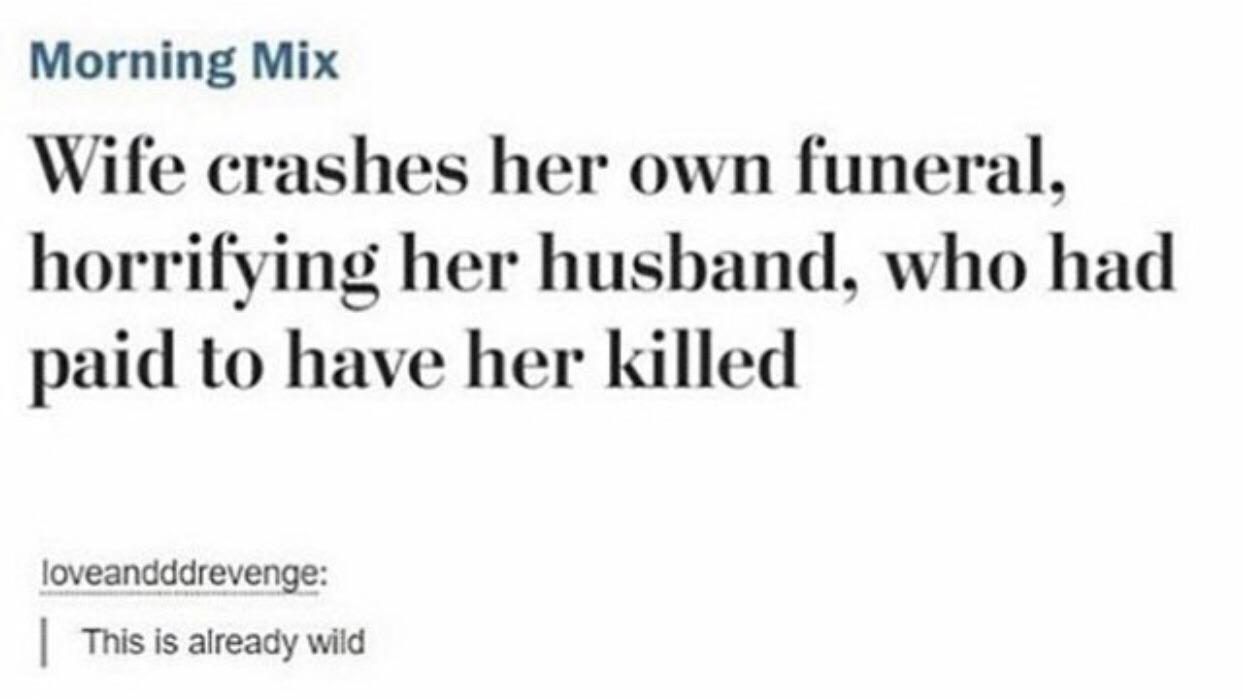 Morning Mix
Wife crashes her own funeral,
horrifying her husband, who had
paid to have her killed
loveandddrevenge:
This is already wild